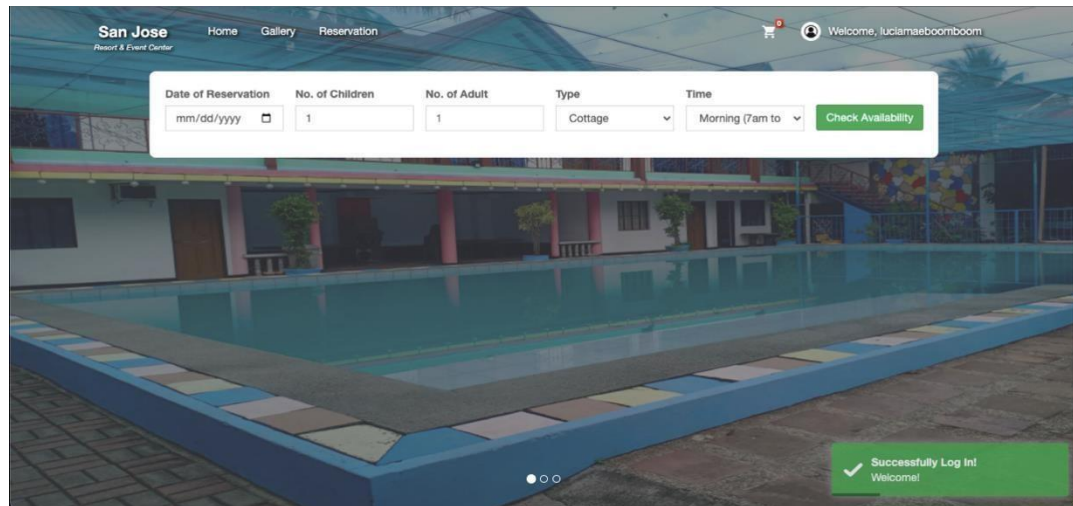 San Jose
Resort & Event Center
Home Gallery Reservation
0
Welcome, luciamaeboomboom
Date of Reservation No. of Children No. of Adult Type Time
mm/dd/yyyy 1 1 Cottage Morning (7am to Check Availability
Successfully Log In!
Welcome!